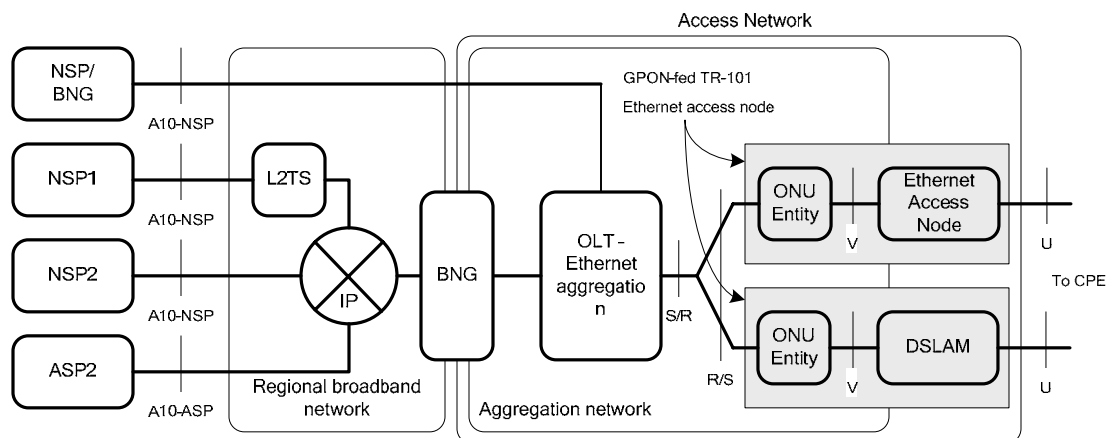 Access Network
NSP/
BNG
A10-NSP
GPON-fed TR-101
Ethernet access node
NSP1
A10-NSP
L2TS
ONU
Entity
V
Ethernet
Access
Node
U
NSP2
A10-NSP
IP
BNG
OLT –
Ethernet
aggregatio
n
S/R
To CPE
ASP2
A10-ASP
R/S
ONU
Entity
V
DSLAM
U
Regional broadband
network
Aggregation network